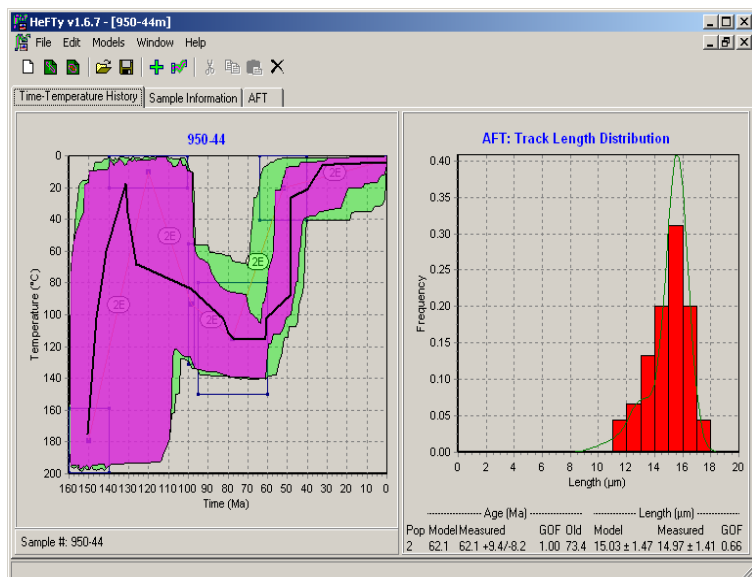 HeFTy v1.6.7 - [950-44m]
File Edit Models Window Help
Time-Temperature History Sample Information AFT
950-44
0
20
40
60
80
100
120
140
160
180
200
Temperature (°C)
2E
2E
2E
2E
2E
160 150 140 130 120 110 100 90 80 70 60 50 40 30 20 10 0
Time (Ma)
Sample #: 950-44
AFT: Track Length Distribution
0.40
0.35
0.30
0.25
0.20
0.15
0.10
0.05
0.00
Frequency
0 2 4 6 8 10 12 14 16 18 20
Length (µm)
Age (Ma) Length (µm)
Pop Model Measured GOF Old Model Measured GOF
2 62.1 62.1 +9.4/-8.2 1.00 73.4 15.03 ± 1.47 14.97 ± 1.41 0.66